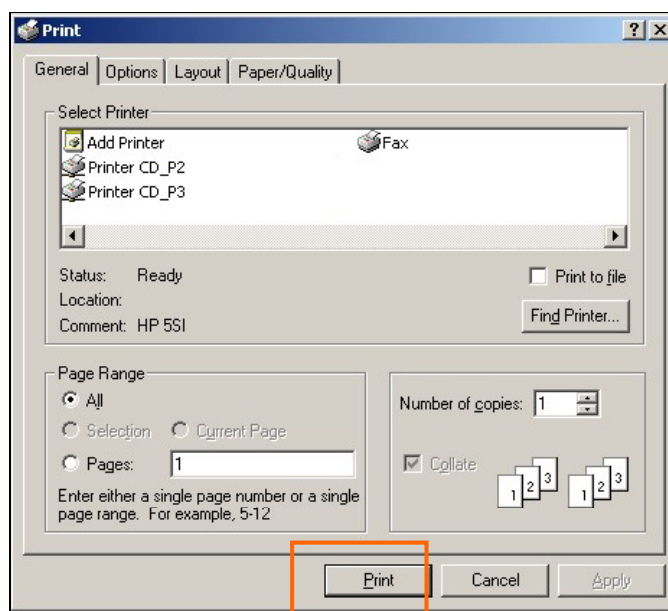 Print
General Options Layout Paper/Quality
Select Printer
Add Printer Fax
Printer CD_P2
Printer CD_P3
Status: Ready Print to file
Location:
Comment: HP 5SI Find Printer...
Page Range
All
Selection Current Page
Pages: 1
Enter either a single page number or a single
page range. For example, 5-12
Number of copies: 1
Collate
1 2 3 1 2 3
Print Cancel Apply